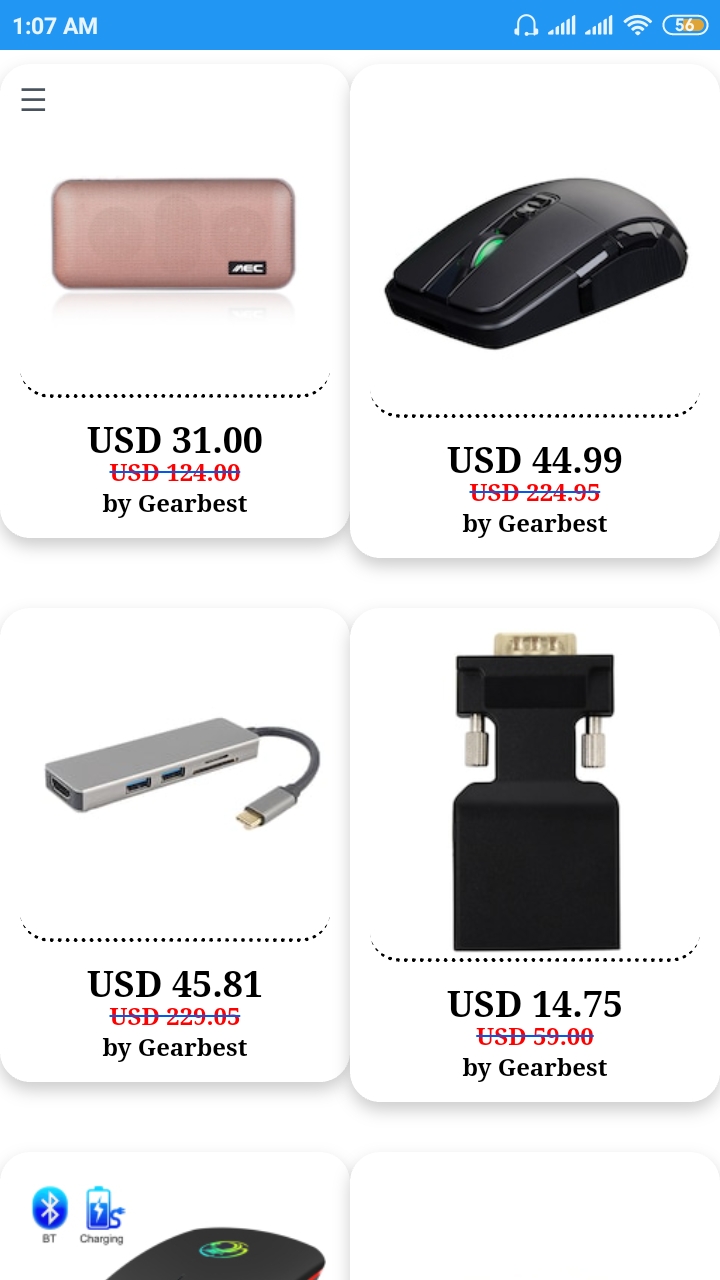 1:07 AM
56
AEC
USD 31.00
USD 124.00
by Gearbest
USD 44.99
USD 224.95
by Gearbest
USD 45.81
USD 229.05
by Gearbest
USD 14.75
USD 59.00
by Gearbest
BT
Charging